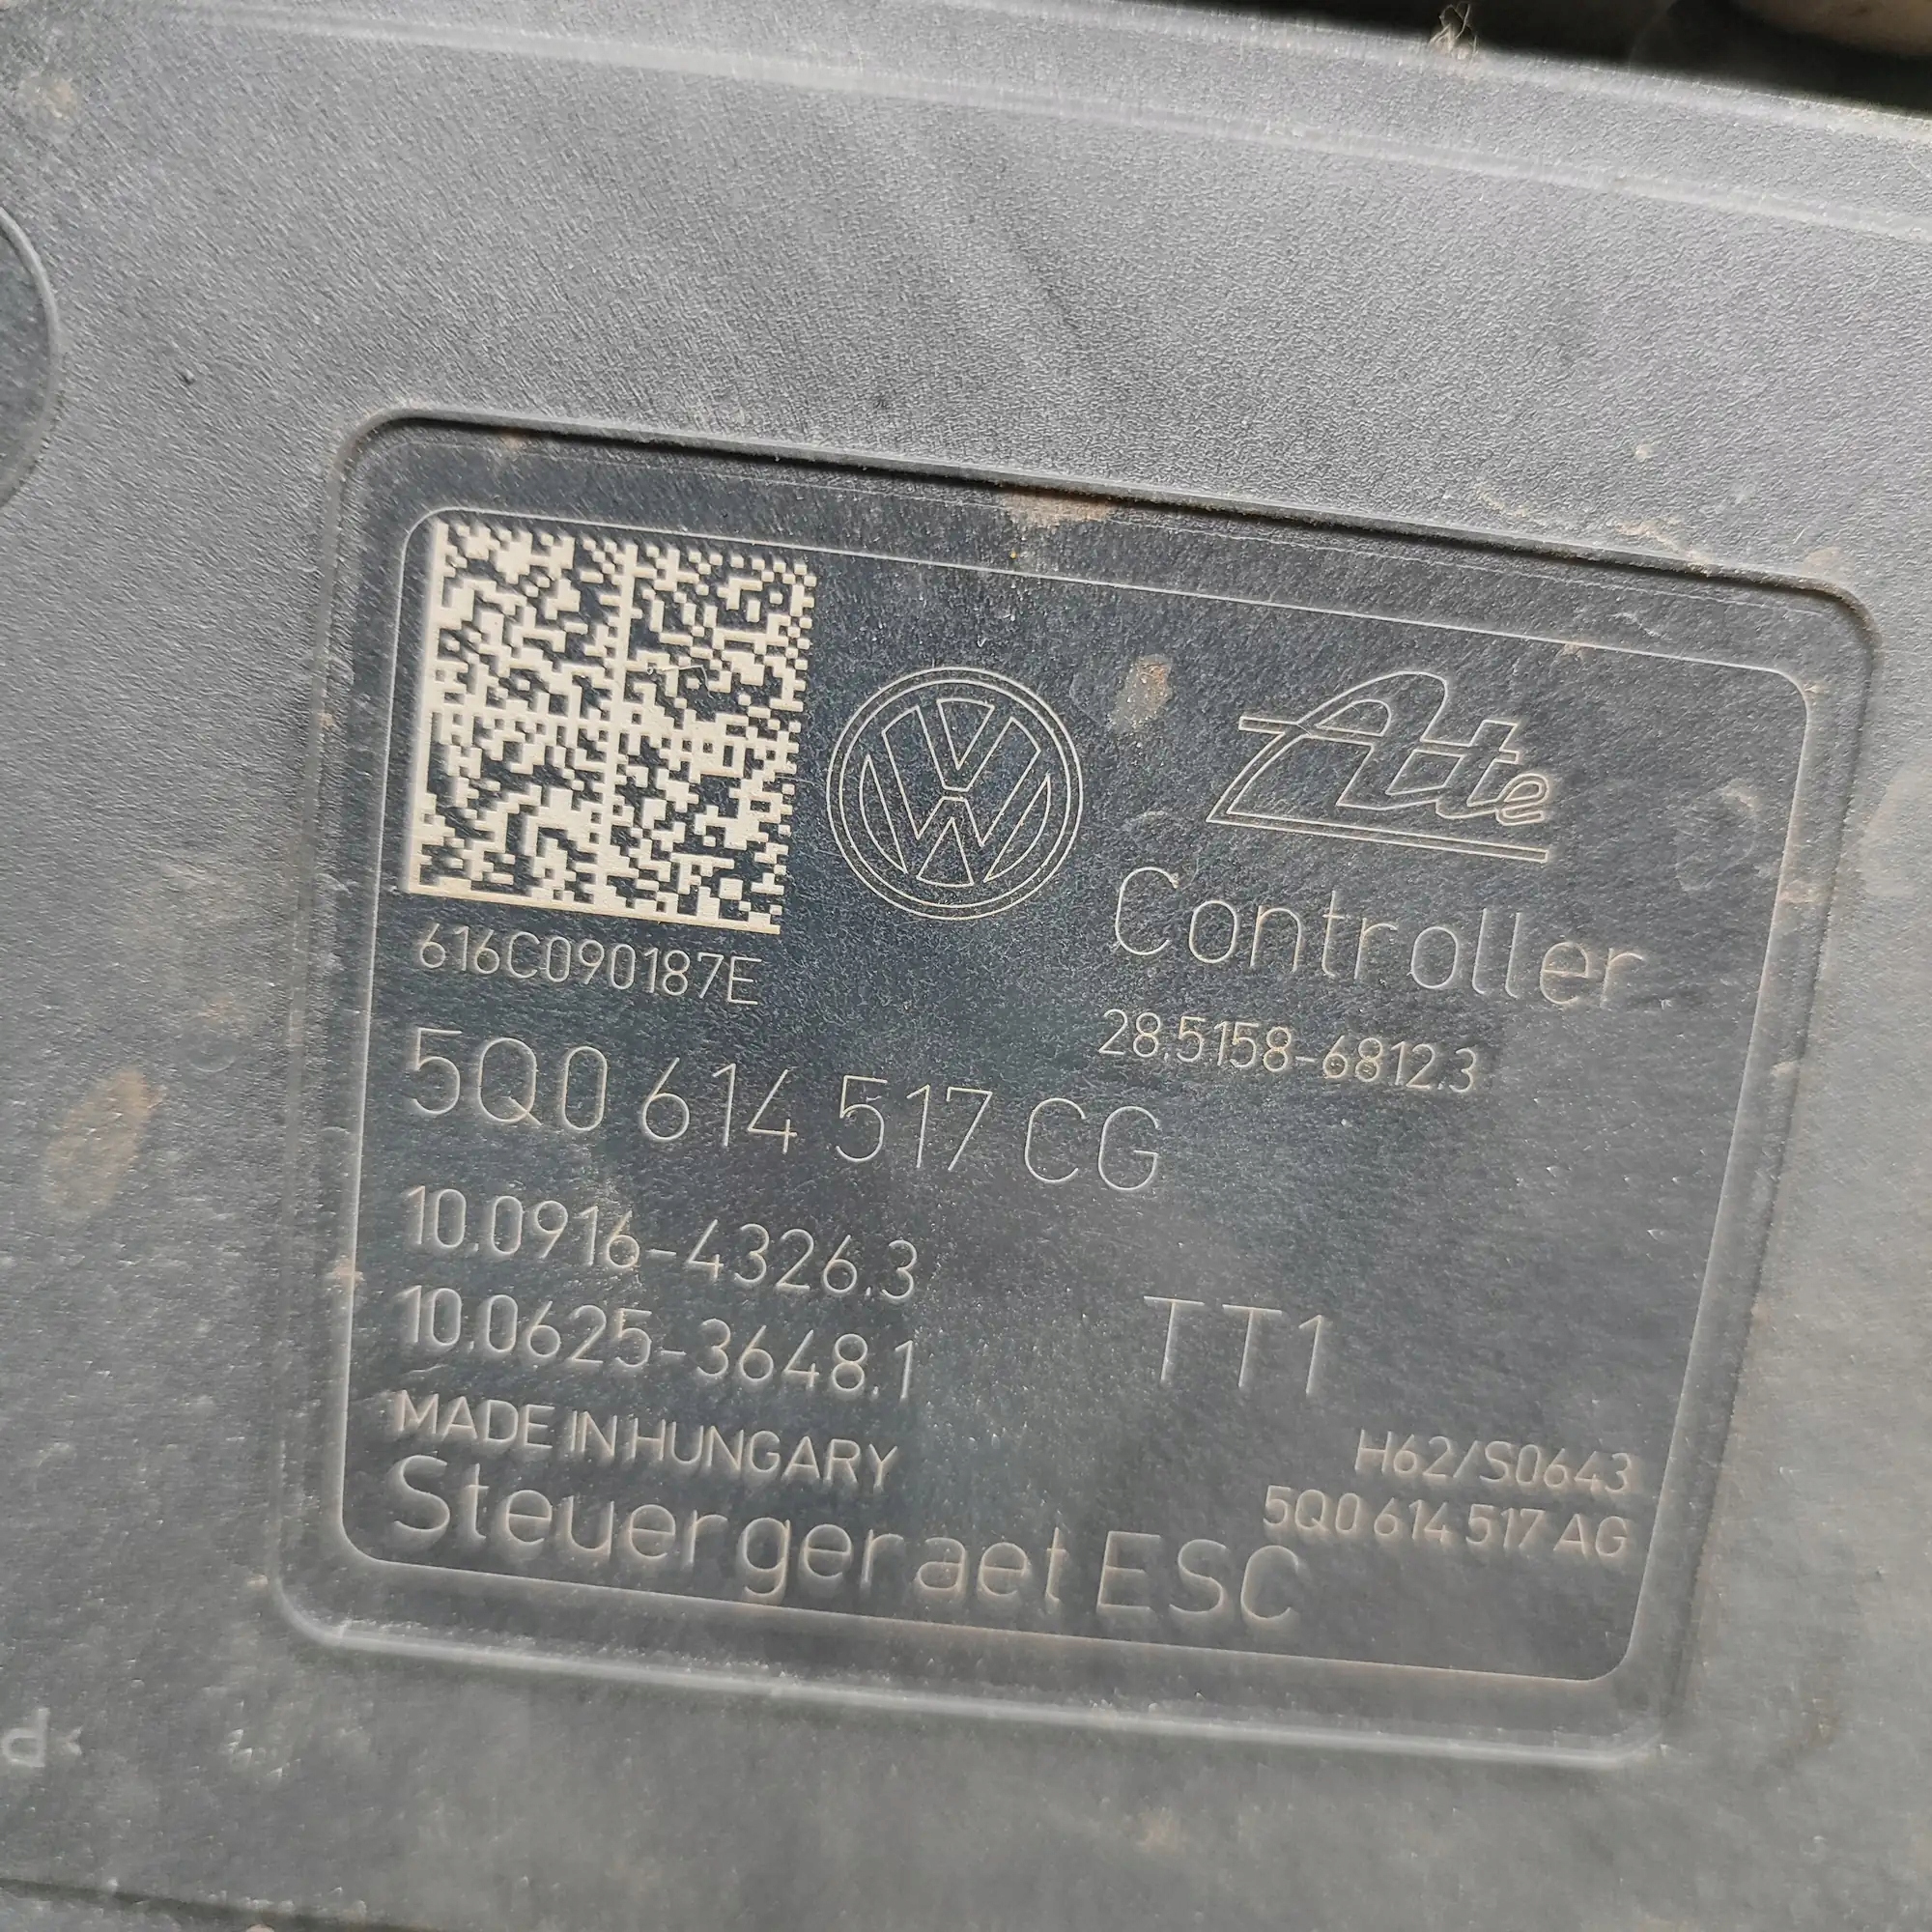 Ate
Controller
616C090187E
28.5158-6812.3
5Q0 614 517 CG
10.0916-4326.3
10.0625-3648.1
TT1
MADE IN HUNGARY
H62/S0643
5Q0 614 517 AG
Steuergeraet ESC